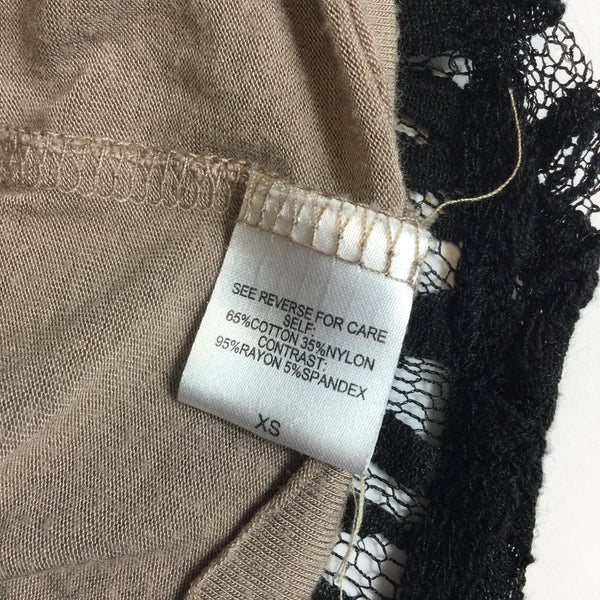 SEE REVERSE FOR CARE
SELF:
65%COTTON 35%NYLON
CONTRAST:
95%RAYON 5%SPANDEX
XS